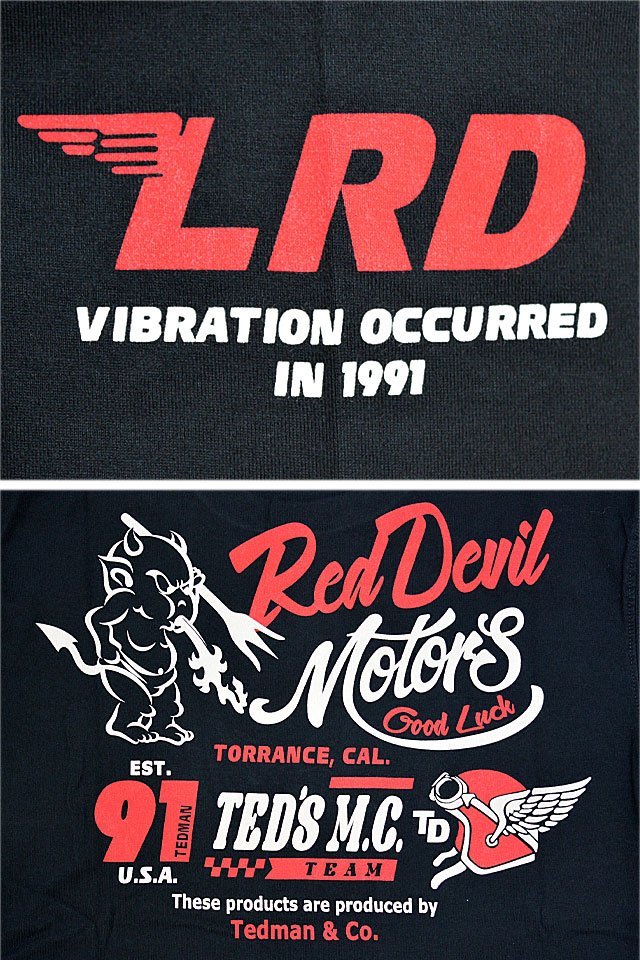 LRD
VIBRATION OCCURRED
IN 1991
Red Devil
Motor's
Good Luck
TORRANCE, CAL.
EST.
91
TEDMAN
U.S.A.
TED'S M.C.
TEAM
TD
These products are produced by
Tedman & Co.